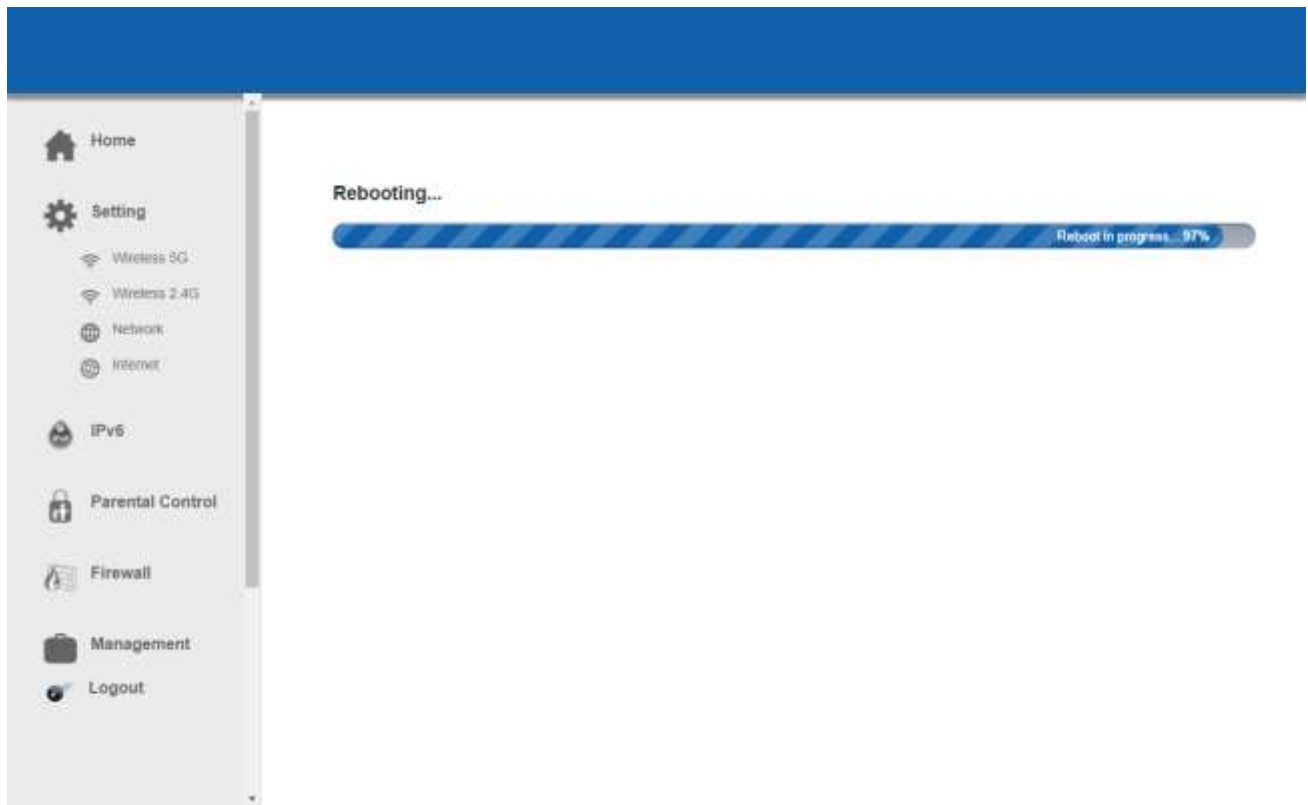 Home
Setting
Wireless 5G
Wireless 2.4G
Network
Internet
IPv6
Parental Control
Firewall
Management
Logout
Rebooting...
Reboot in progress... 97%